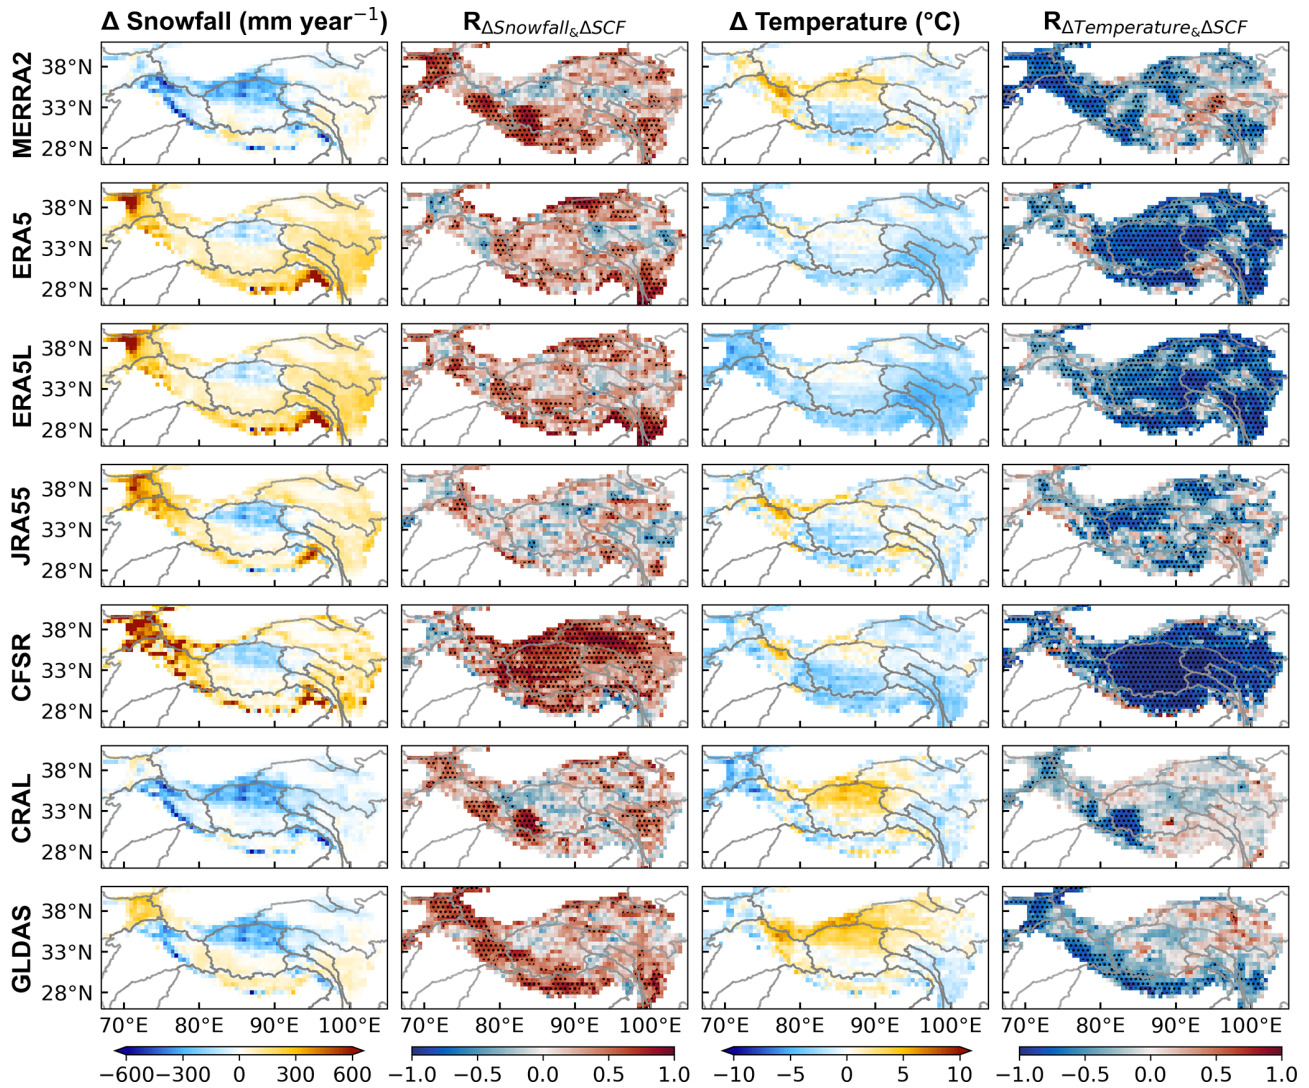 Δ Snowfall (mm year⁻¹) R ΔSnowfall&ΔSCF Δ Temperature (°C) R ΔTemperature&ΔSCF
MERRA2
38°N
33°N
28°N
ERA5
38°N
33°N
28°N
ERA5L
38°N
33°N
28°N
JRA55
38°N
33°N
28°N
CFSR
38°N
33°N
28°N
CRAL
38°N
33°N
28°N
GLDAS
38°N
33°N
28°N
70°E 80°E 90°E 100°E 70°E 80°E 90°E 100°E 70°E 80°E 90°E 100°E 70°E 80°E 90°E 100°E
−600 −300 0 300 600 −1.0 −0.5 0.0 0.5 1.0 −10 −5 0 5 10 −1.0 −0.5 0.0 0.5 1.0